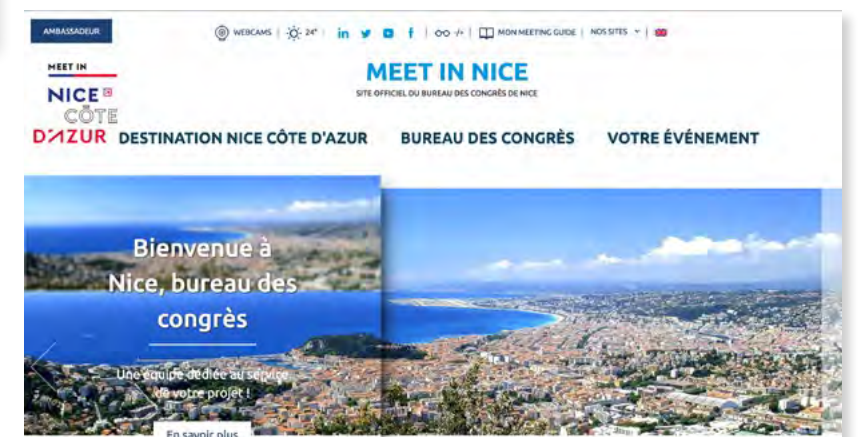 AMBASSADEUR
WEBCAMS | 24° | in f | -/+ | MON MEETING GUIDE | NOS SITES
MEET IN
NICE
CÔTE
D'AZUR
MEET IN NICE
SITE OFFICIEL DU BUREAU DES CONGRÈS DE NICE
DESTINATION NICE CÔTE D'AZUR BUREAU DES CONGRÈS VOTRE ÉVÉNEMENT
Bienvenue à
Nice, bureau des
congrès
Une équipe dédiée au service
de votre projet !
En savoir plus